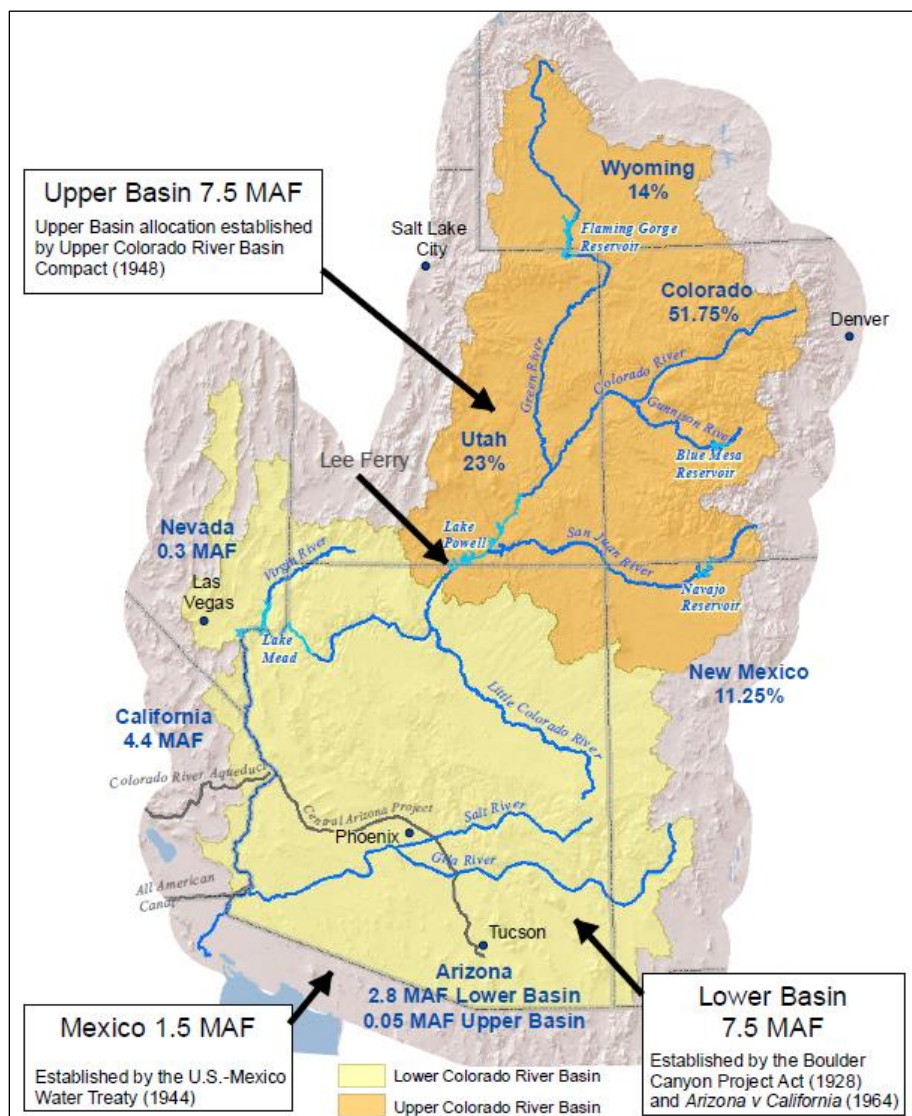 Wyoming
14%
Upper Basin 7.5 MAF
Upper Basin allocation established
by Upper Colorado River Basin
Compact (1948)
Salt Lake
City
Flaming Gorge
Reservoir
Colorado
51.75%
Denver
Green River
Colorado River
Gunnison River
Blue Mesa
Reservoir
Utah
23%
Lee Ferry
Lake
Powell
San Juan River
Navajo
Reservoir
Nevada
0.3 MAF
Virgin River
Las
Vegas
Lake
Mead
New Mexico
11.25%
California
4.4 MAF
Little Colorado River
Colorado River Aqueduct
Central Arizona Project
Salt River
Phoenix
Gila River
All American
Canal
Tucson
Arizona
2.8 MAF Lower Basin
0.05 MAF Upper Basin
Mexico 1.5 MAF
Established by the U.S.-Mexico
Water Treaty (1944)
Lower Basin
7.5 MAF
Established by the Boulder
Canyon Project Act (1928)
and Arizona v California (1964)
Lower Colorado River Basin
Upper Colorado River Basin